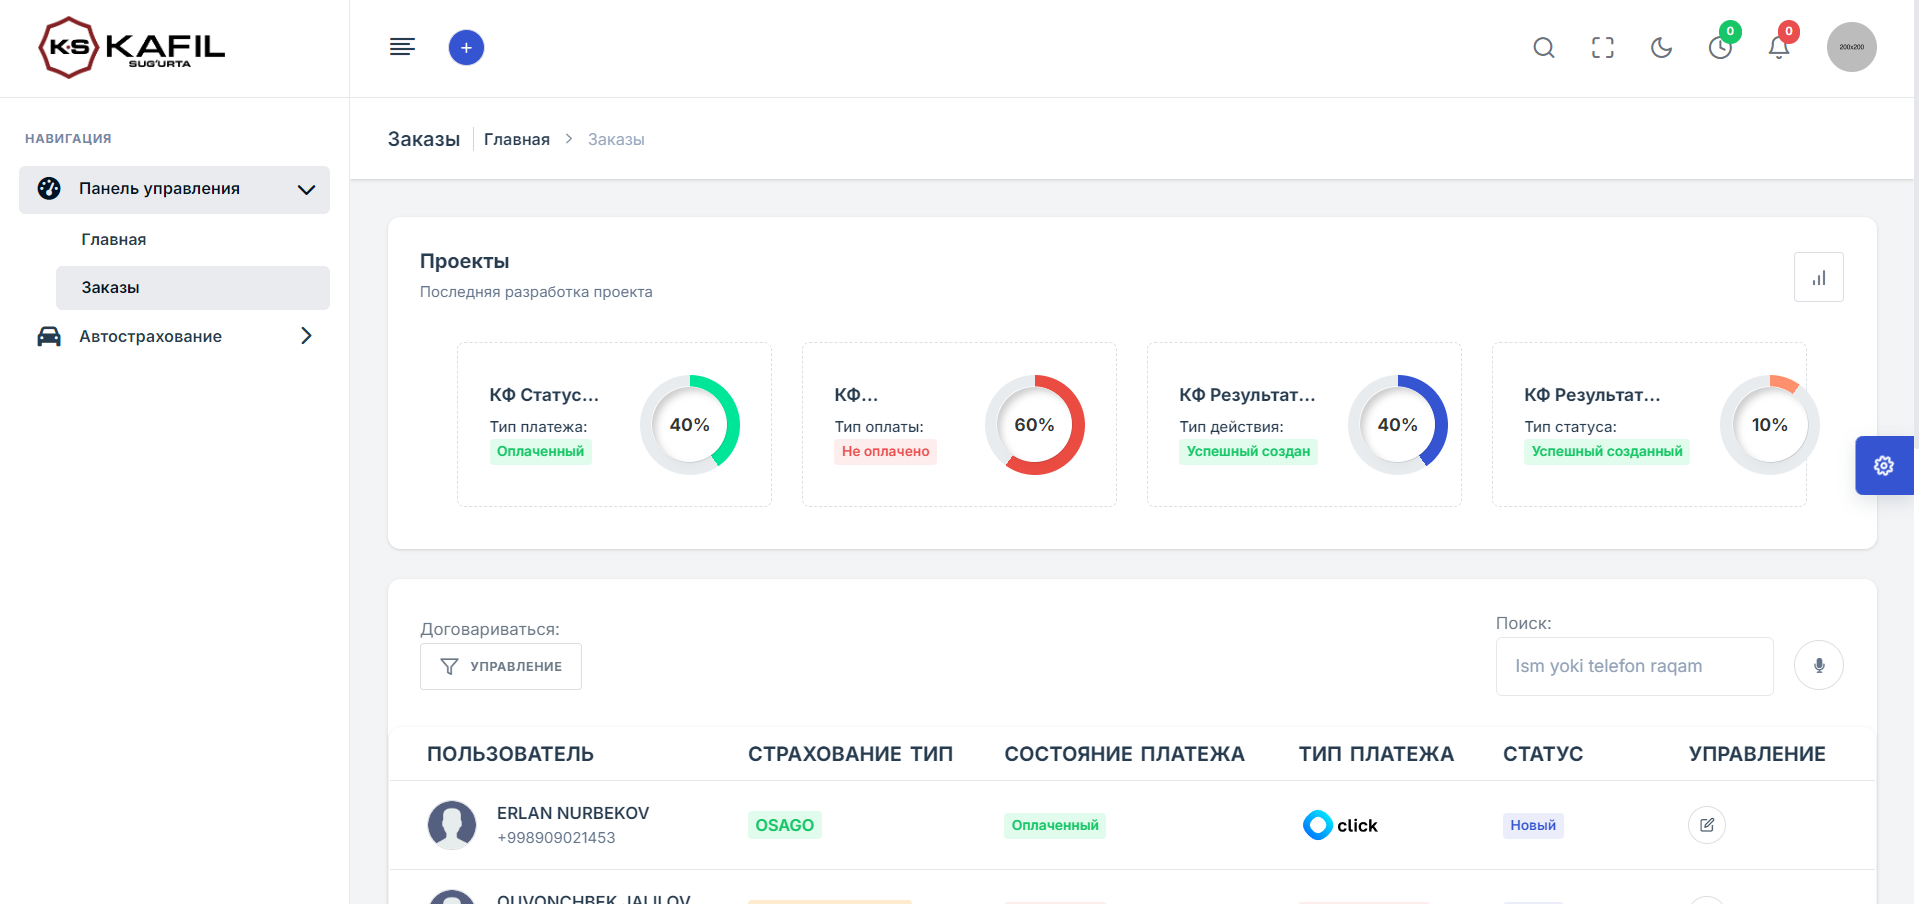 KS KAFIL
SUG'URTA
+
0
0
200x200
НАВИГАЦИЯ
Панель управления
Главная
Заказы
Автострахование
Заказы
Главная > Заказы
Проекты
Последняя разработка проекта
КФ Статус...
Тип платежа:
Оплаченный
40%
КФ...
Тип оплаты:
Не оплачено
60%
КФ Результат...
Тип действия:
Успешный создан
40%
КФ Результат...
Тип статуса:
Успешный созданный
10%
Договариваться:
УПРАВЛЕНИЕ
Поиск:
Ism yoki telefon raqam
ПОЛЬЗОВАТЕЛЬ СТРАХОВАНИЕ ТИП СОСТОЯНИЕ ПЛАТЕЖА ТИП ПЛАТЕЖА СТАТУС УПРАВЛЕНИЕ
ERLAN NURBEKOV
+998909021453
OSAGO
Оплаченный
click
Новый